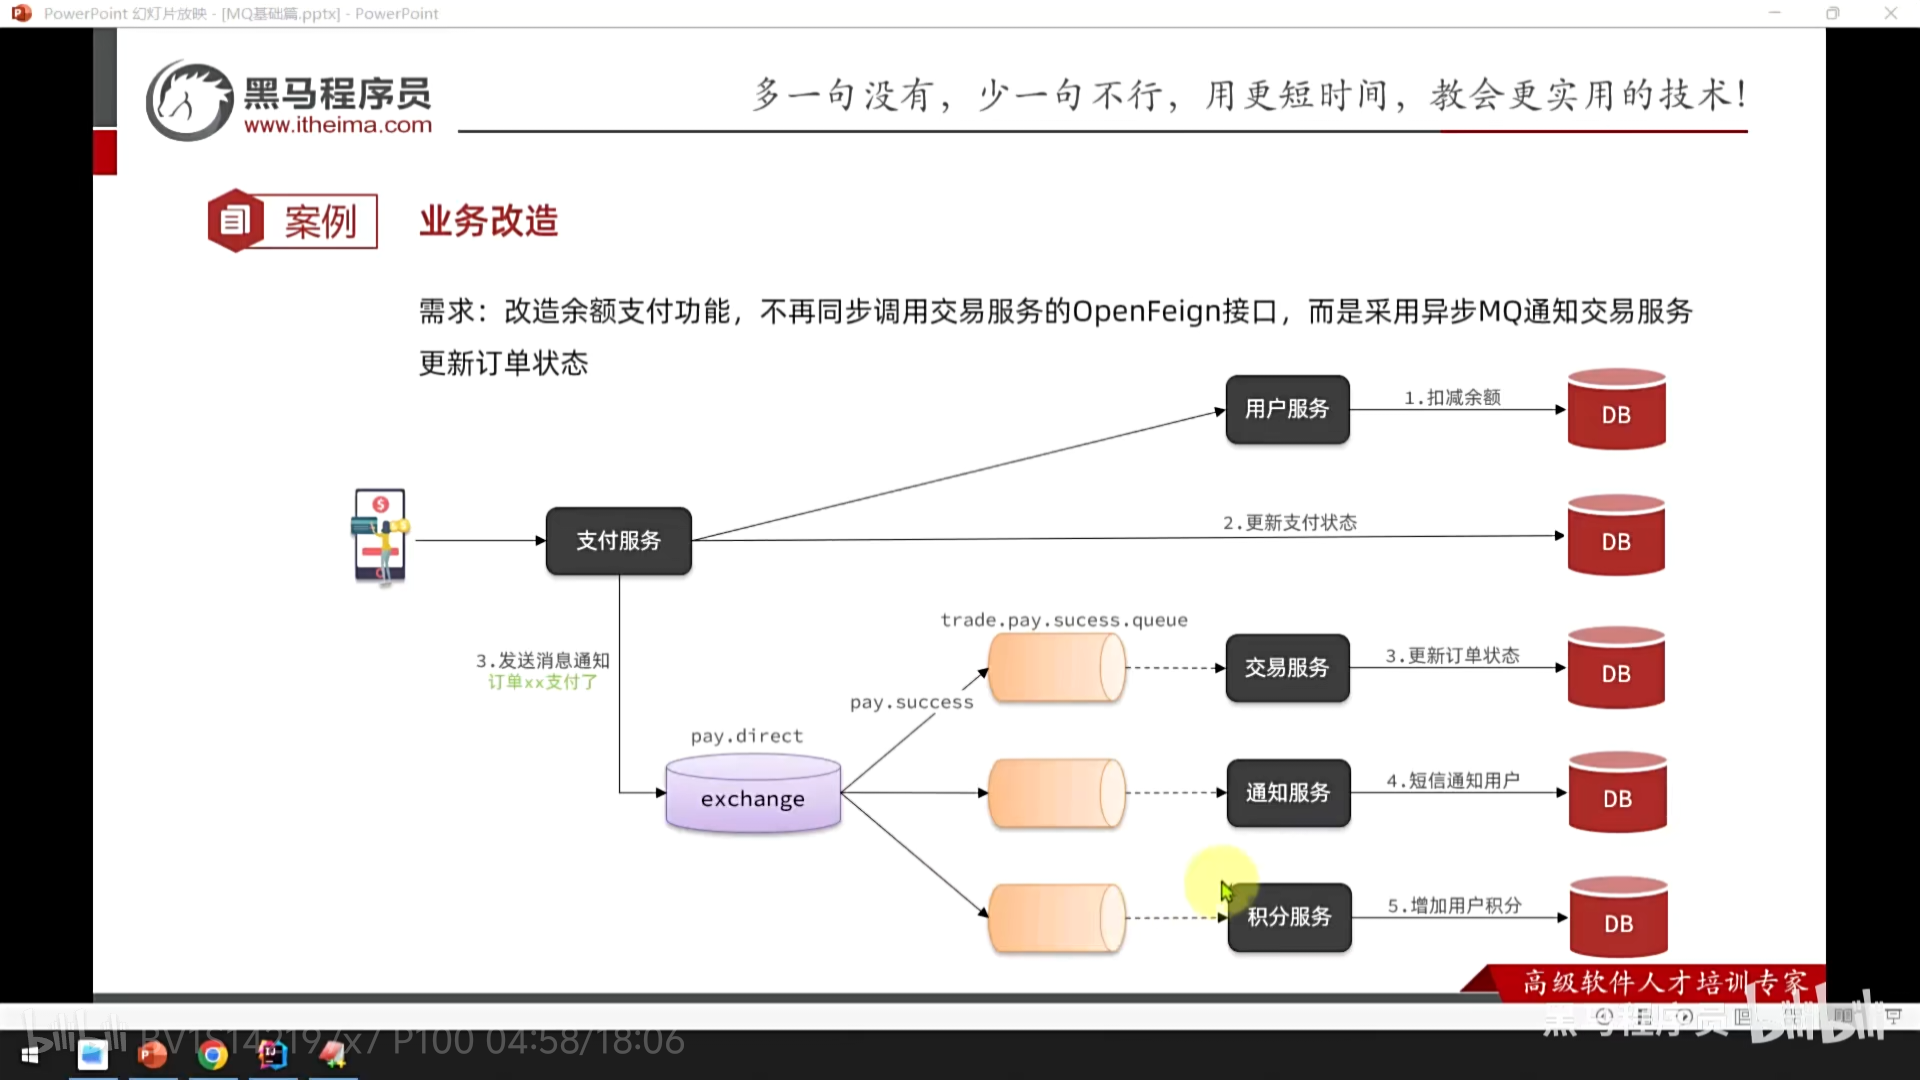 PowerPoint 幻灯片放映 - [MQ基础篇.pptx] - PowerPoint
黑马程序员
www.itheima.com
多一句没有，少一句不行，用更短时间，教会更实用的技术！
案例
业务改造
需求：改造余额支付功能，不再同步调用交易服务的OpenFeign接口，而是采用异步MQ通知交易服务
更新订单状态
用户服务
1.扣减余额
DB
支付服务
2.更新支付状态
DB
3.发送消息通知
订单xx支付了
pay.direct
exchange
pay.success
trade.pay.sucess.queue
交易服务
3.更新订单状态
DB
通知服务
4.短信通知用户
DB
积分服务
5.增加用户积分
DB
高级软件人才培训专家
黑马程序员 bilibili
bilibili P100 04:58/18:06